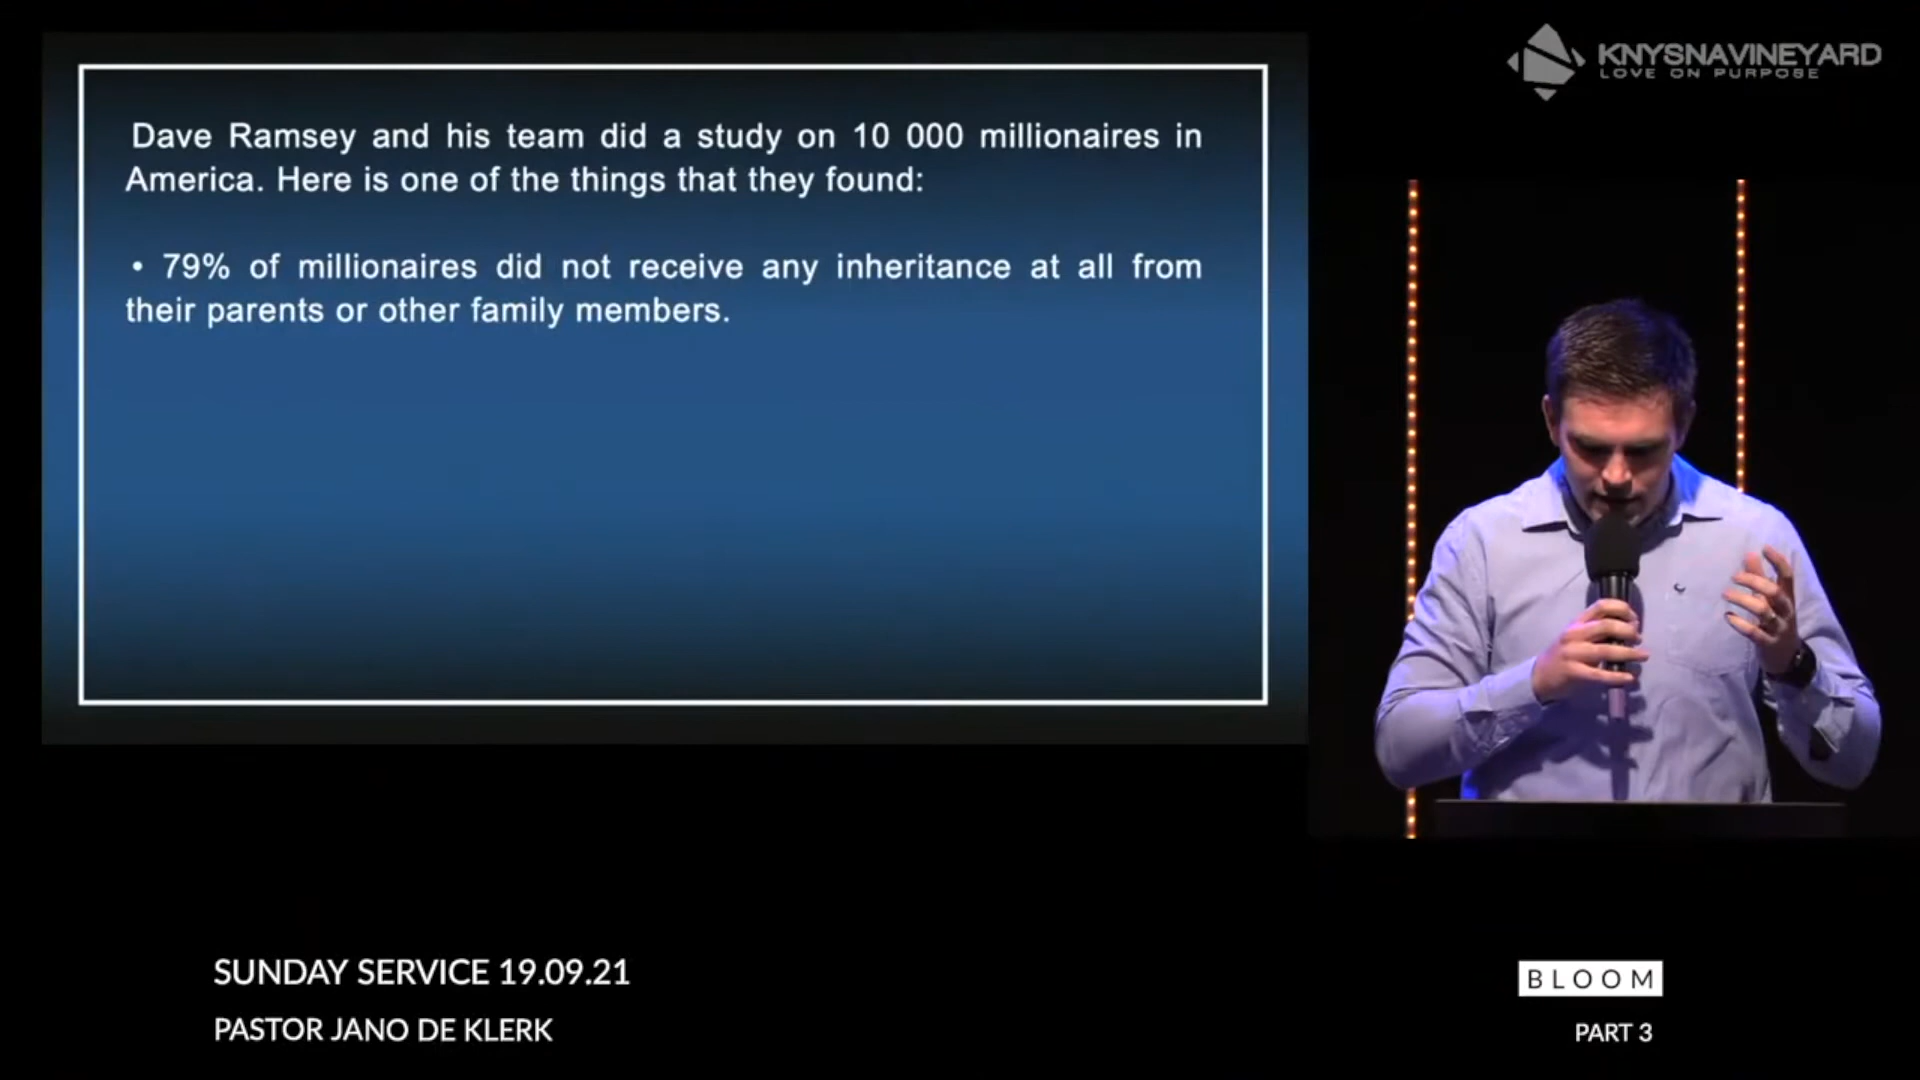 KNYSNAVINEYARD
LOVE ON PURPOSE
Dave Ramsey and his team did a study on 10 000 millionaires in
America. Here is one of the things that they found:
• 79% of millionaires did not receive any inheritance at all from
their parents or other family members.
SUNDAY SERVICE 19.09.21
PASTOR JANO DE KLERK
BLOOM
PART 3